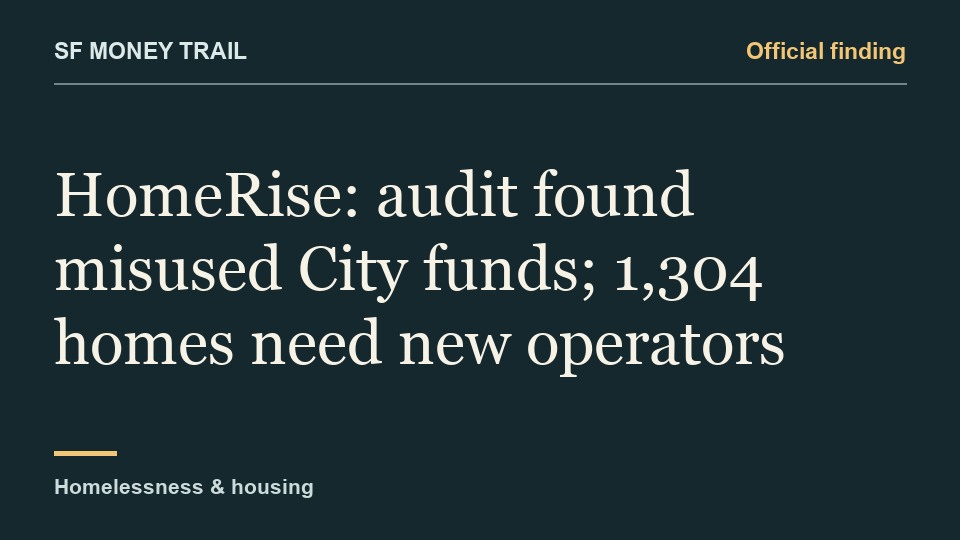 SF MONEY TRAIL
Official finding
HomeRise: audit found
misused City funds; 1,304
homes need new operators
Homelessness & housing